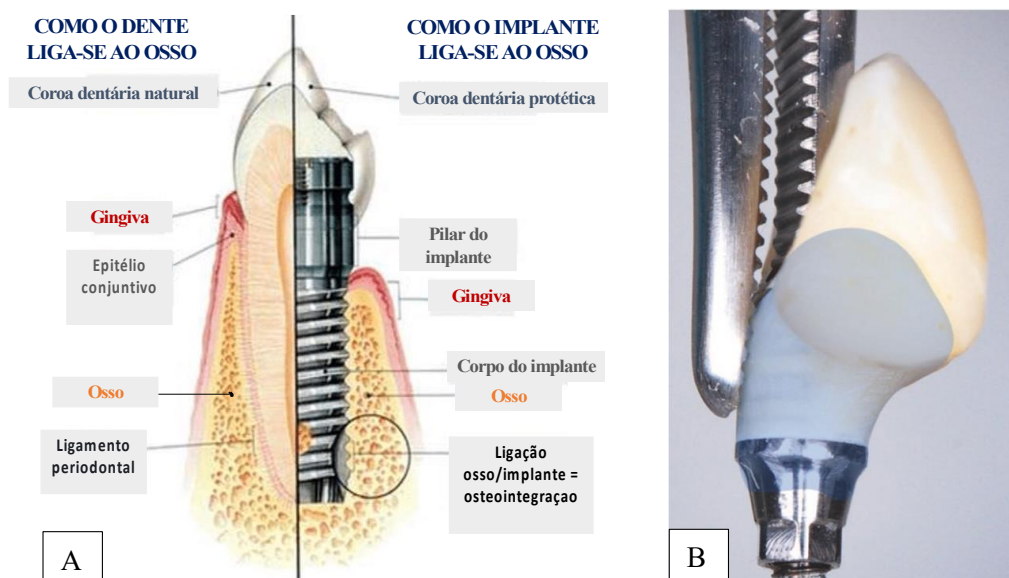 COMO O DENTE
LIGA-SE AO OSSO
COMO O IMPLANTE
LIGA-SE AO OSSO
Coroa dentária natural
Coroa dentária protética
Gingiva
Epitélio
conjuntivo
Pilar do
implante
Gingiva
Corpo do implante
Osso
Osso
Ligamento
periodontal
Ligação
osso/implante =
osteointegraçao
A
B